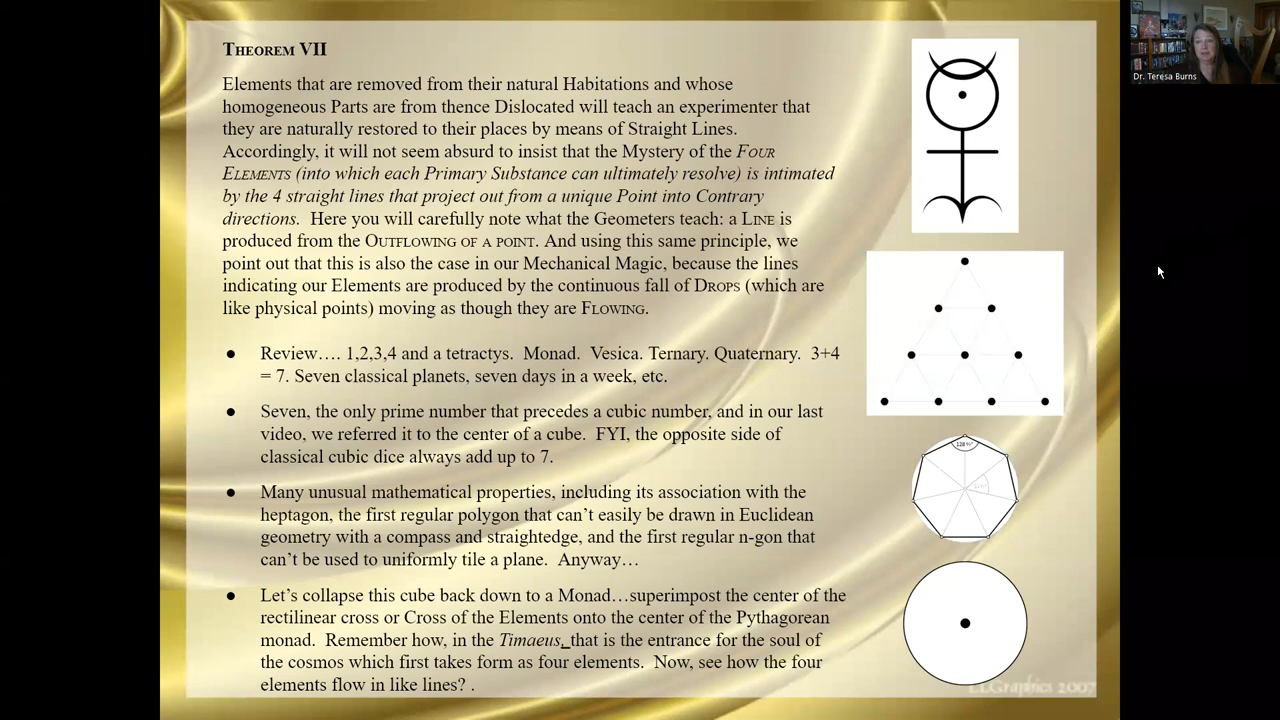 THEOREM VII
Elements that are removed from their natural Habitations and whose
homogeneous Parts are from thence Dislocated will teach an experimenter that
they are naturally restored to their places by means of Straight Lines.
Accordingly, it will not seem absurd to insist that the Mystery of the FOUR
ELEMENTS (into which each Primary Substance can ultimately resolve) is intimated
by the 4 straight lines that project out from a unique Point into Contrary
directions. Here you will carefully note what the Geometers teach: a LINE is
produced from the OUTFLOWING OF A POINT. And using this same principle, we
point out that this is also the case in our Mechanical Magic, because the lines
indicating our Elements are produced by the continuous fall of DROPS (which are
like physical points) moving as though they are FLOWING.
● Review…. 1,2,3,4 and a tetractys. Monad. Vesica. Ternary. Quaternary. 3+4
= 7. Seven classical planets, seven days in a week, etc.
● Seven, the only prime number that precedes a cubic number, and in our last
video, we referred it to the center of a cube. FYI, the opposite side of
classical cubic dice always add up to 7.
● Many unusual mathematical properties, including its association with the
heptagon, the first regular polygon that can't easily be drawn in Euclidean
geometry with a compass and straightedge, and the first regular n-gon that
can't be used to uniformly tile a plane. Anyway…
● Let's collapse this cube back down to a Monad…superimpost the center of the
rectilinear cross or Cross of the Elements onto the center of the Pythagorean
monad. Remember how, in the Timaeus, that is the entrance for the soul of
the cosmos which first takes form as four elements. Now, see how the four
elements flow in like lines? .
Dr. Teresa Burns
ELGraphics 2007